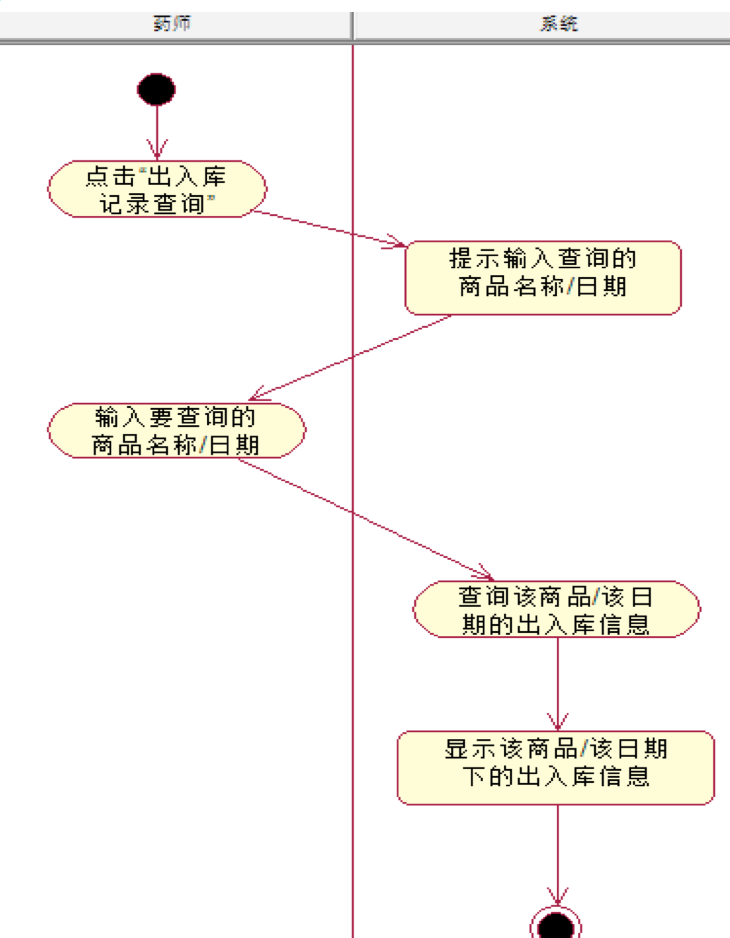 药师
系统
点击“出入库
记录查询”
提示输入查询的
商品名称/日期
输入要查询的
商品名称/日期
查询该商品/该日
期的出入库信息
显示该商品/该日期
下的出入库信息